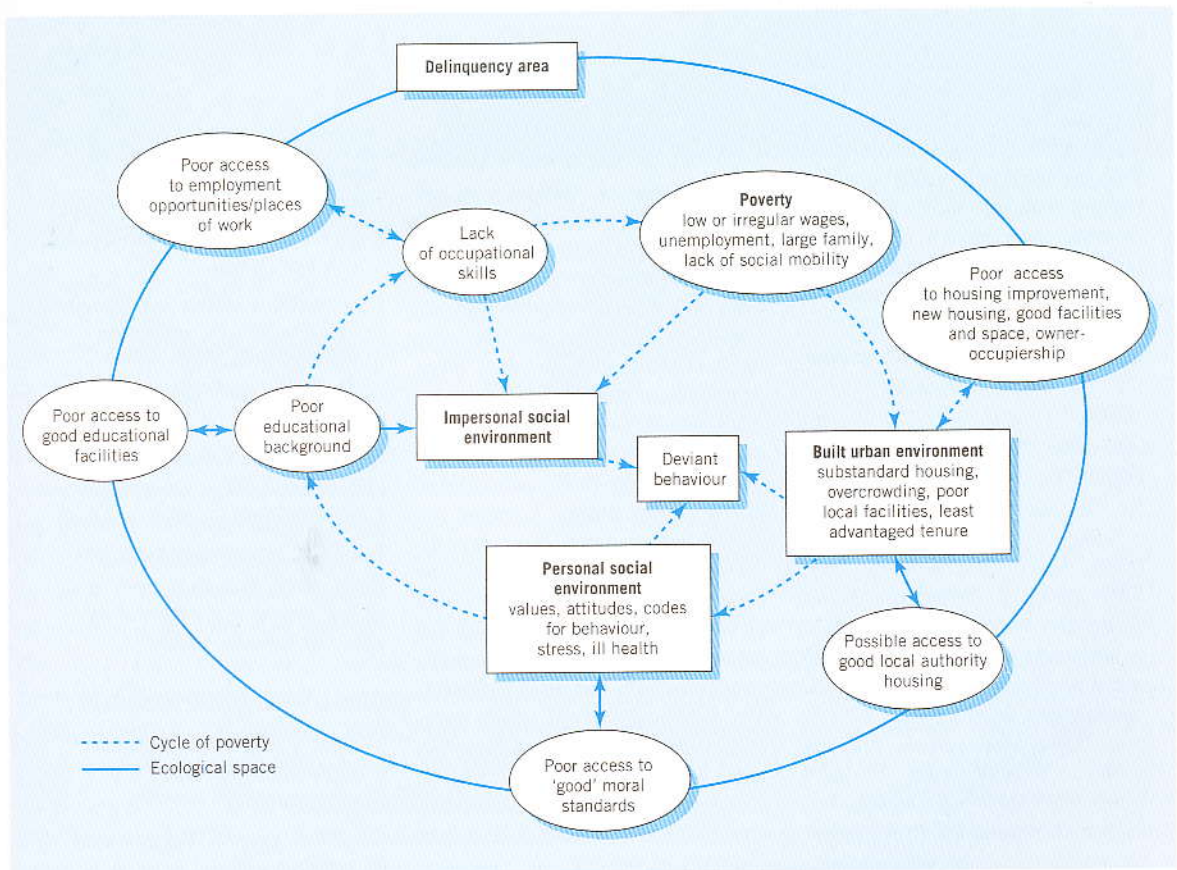 Delinquency area
Poor access
to employment
opportunities/places
of work
Lack
of occupational
skills
Poverty
low or irregular wages,
unemployment, large family,
lack of social mobility
Poor access
to housing improvement,
new housing, good facilities
and space, owner-
occupiership
Poor access to
good educational
facilities
Poor
educational
background
Impersonal social
environment
Deviant
behaviour
Built urban environment
substandard housing,
overcrowding, poor
local facilities, least
advantaged tenure
Personal social
environment
values, attitudes, codes
for behaviour,
stress, ill health
Possible access to
good local authority
housing
Poor access to
'good' moral
standards
Cycle of poverty
Ecological space